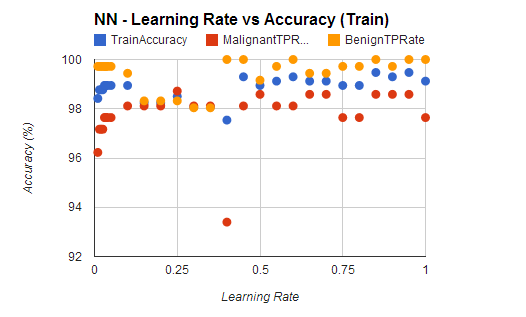 NN - Learning Rate vs Accuracy (Train)
TrainAccuracy MalignantTPR... BenignTPRate
100
98
96
94
92
Accuracy (%)
0 0.25 0.5 0.75 1
Learning Rate